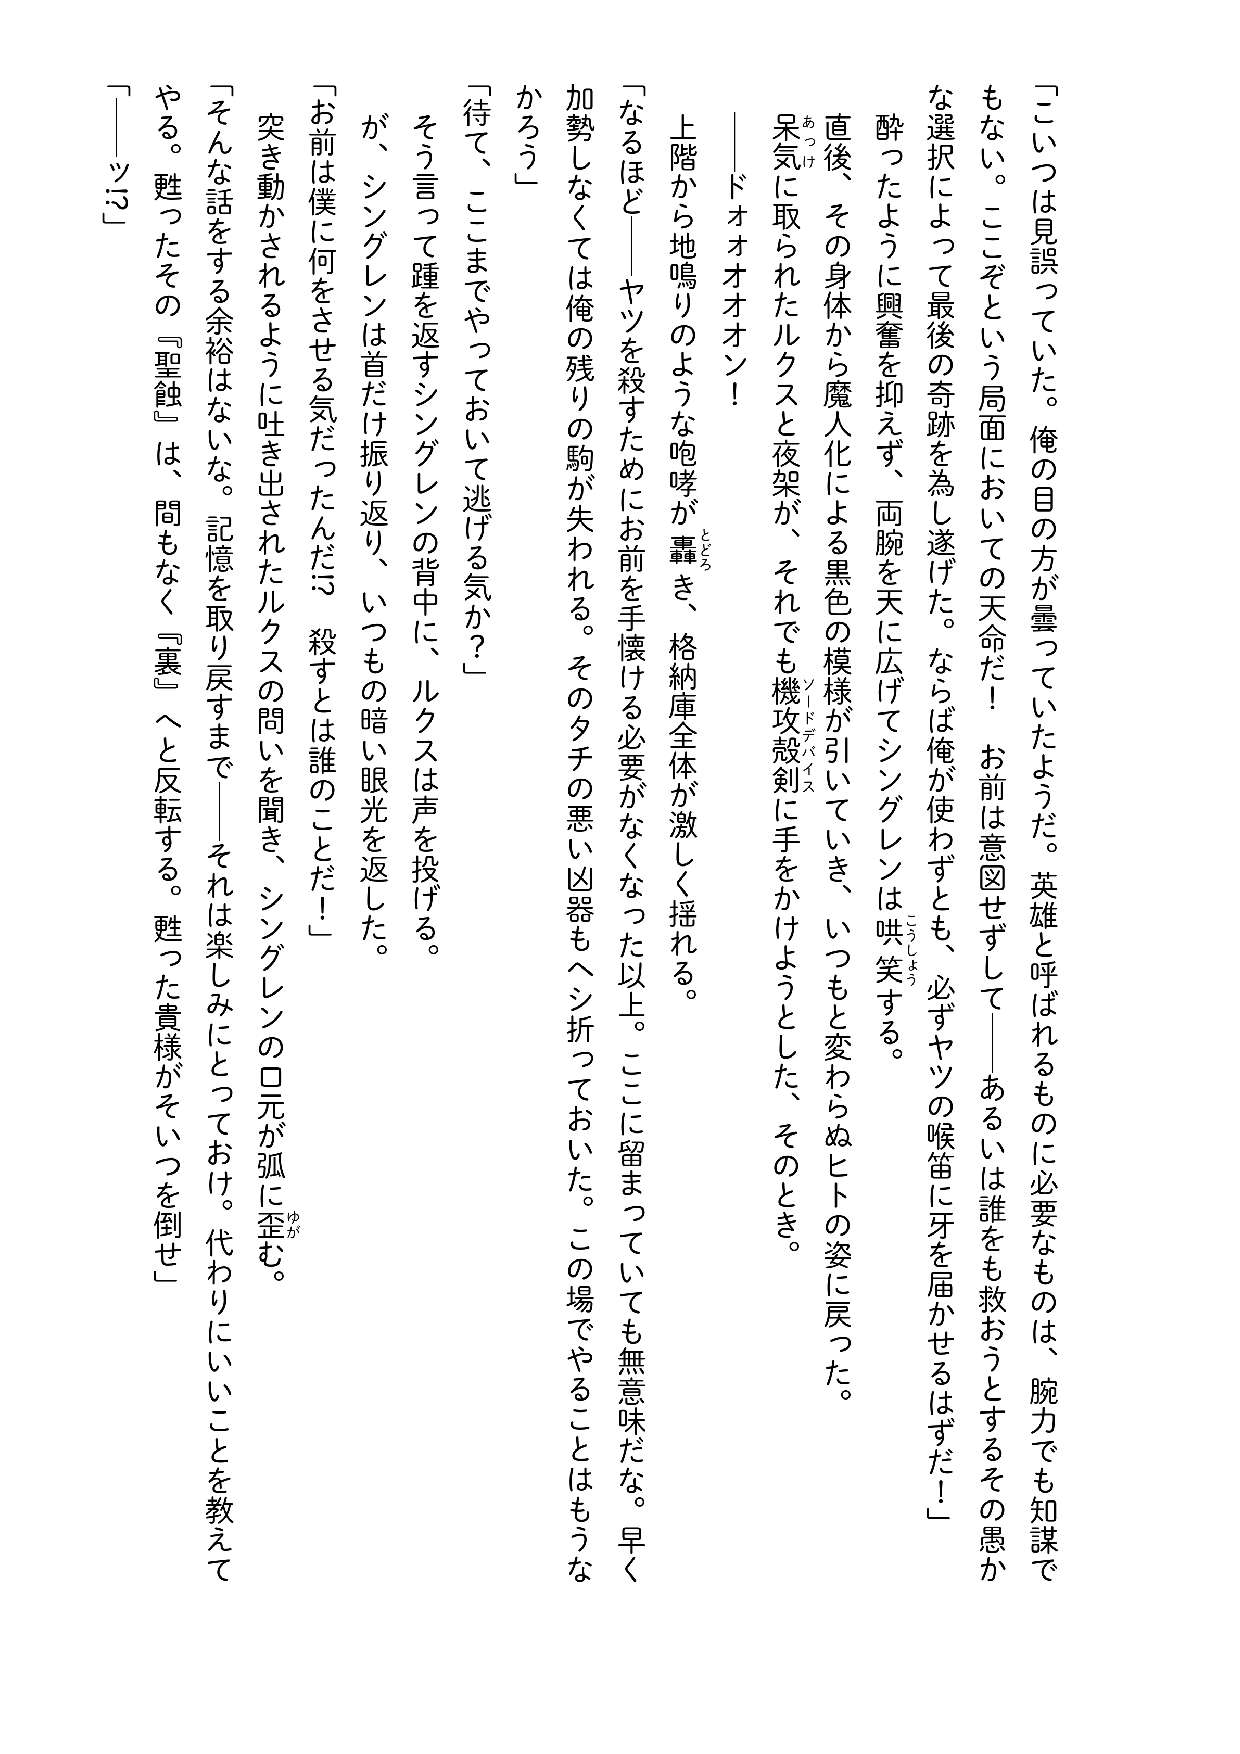 「こいつは見誤っていた。俺の目の方が曇っていたようだ。英雄と呼ばれるものに必要なものは、腕力でも知謀で
もない。ここぞという局面においての天命だ！　お前は意図せずして――あるいは誰をも救おうとするその愚か
な選択によって最後の奇跡を為し遂げた。ならば俺が使わずとも、必ずヤツの喉笛に牙を届かせるはずだ！」
　酔ったように興奮を抑えず、両腕を天に広げてシングレンは哄笑する。
こうしょう
　直後、その身体から魔人化による黒色の模様が引いていき、いつもと変わらぬヒトの姿に戻った。
　呆気に取られたルクスと夜架が、それでも機攻殻剣に手をかけようとした、そのとき。
あっけ
ソードデバイス
　――ドォォオオオン！
　上階から地鳴りのような咆哮が轟き、格納庫全体が激しく揺れる。
とどろ
「なるほど――ヤツを殺すためにお前を手懐ける必要がなくなった以上。ここに留まっていても無意味だな。早く
加勢しなくては俺の残りの駒が失われる。そのタチの悪い凶器もヘシ折っておいた。この場でやることはもうな
かろう」
「待て、ここまでやっておいて逃げる気か？」
　そう言って踵を返すシングレンの背中に、ルクスは声を投げる。
　が、シングレンは首だけ振り返り、いつもの暗い眼光を返した。
「お前は僕に何をさせる気だったんだ!?　殺すとは誰のことだ！」
　突き動かされるように吐き出されたルクスの問いを聞き、シングレンの口元が弧に歪む。
ゆが
「そんな話をする余裕はないな。記憶を取り戻すまで――それは楽しみにとっておけ。代わりにいいことを教えて
やる。甦ったその『聖蝕』は、間もなく『裏』へと反転する。甦った貴様がそいつを倒せ」
「――ッ!?」